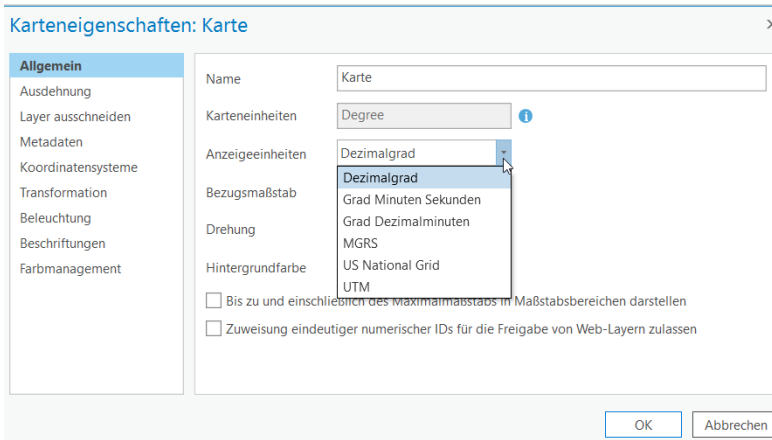 Karteneigenschaften: Karte
Allgemein
Ausdehnung
Layer ausschneiden
Metadaten
Koordinatensysteme
Transformation
Beleuchtung
Beschriftungen
Farbmanagement
Name Karte
Karteneinheiten Degree
Anzeigeeinheiten Dezimalgrad
Dezimalgrad
Grad Minuten Sekunden
Grad Dezimalminuten
MGRS
US National Grid
UTM
Bezugsmaßstab
Drehung
Hintergrundfarbe
Bis zu und einschließlich des Maximalmaßstabs in Maßstabsbereichen darstellen
Zuweisung eindeutiger numerischer IDs für die Freigabe von Web-Layern zulassen
OK Abbrechen